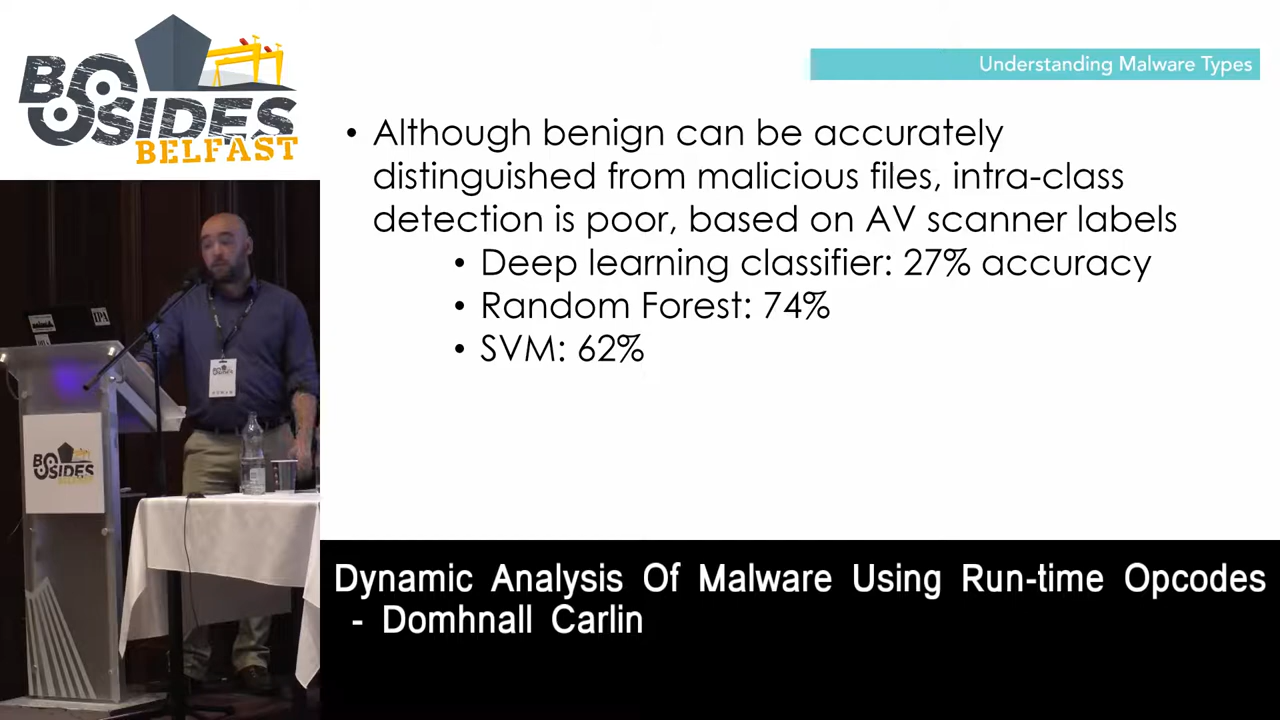 BSIDES
BELFAST
Understanding Malware Types
• Although benign can be accurately
distinguished from malicious files, intra-class
detection is poor, based on AV scanner labels
• Deep learning classifier: 27% accuracy
• Random Forest: 74%
• SVM: 62%
IPA
BSIDES
BELFAST
Dynamic Analysis Of Malware Using Run-time Opcodes
- Domhnall Carlin